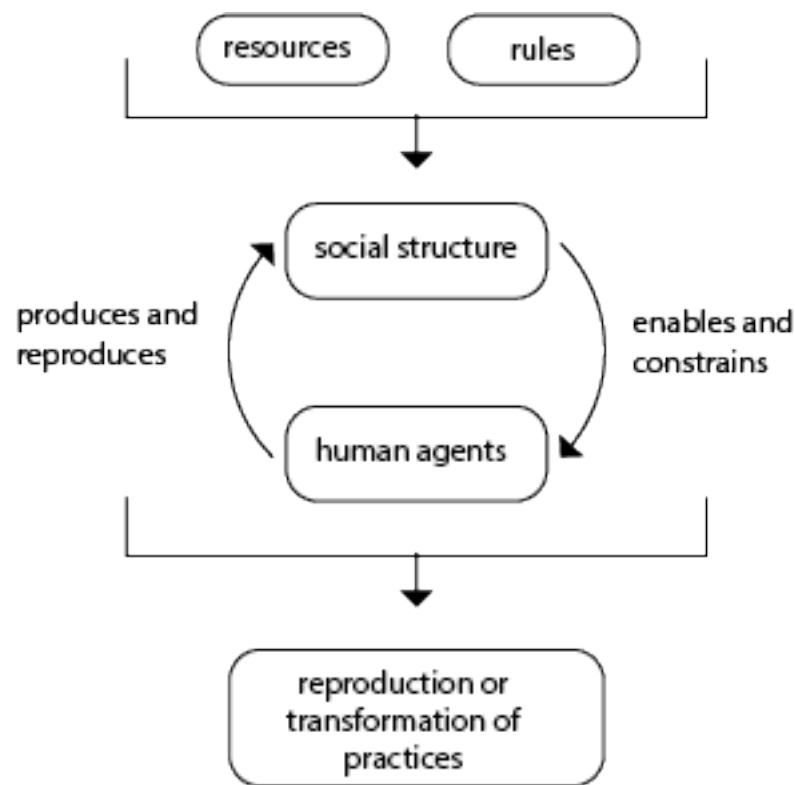 resources
rules
social structure
produces and
reproduces
enables and
constrains
human agents
reproduction or
transformation of
practices